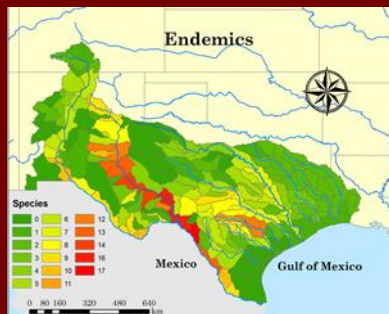 Endemics
Species
0 6 12
1 7 13
2 8 14
3 9 16
4 10 17
5 11
Mexico
Gulf of Mexico
0 80 160 320 480 640
km